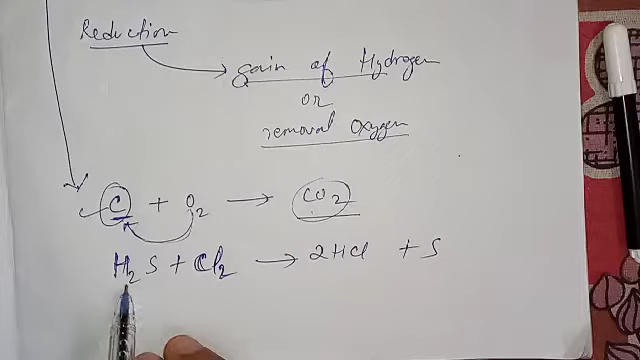 Reduction
gain of Hydrogen
or
removal oxygen
C + O2 → CO2
H2S + Cl2 → 2HCl + S